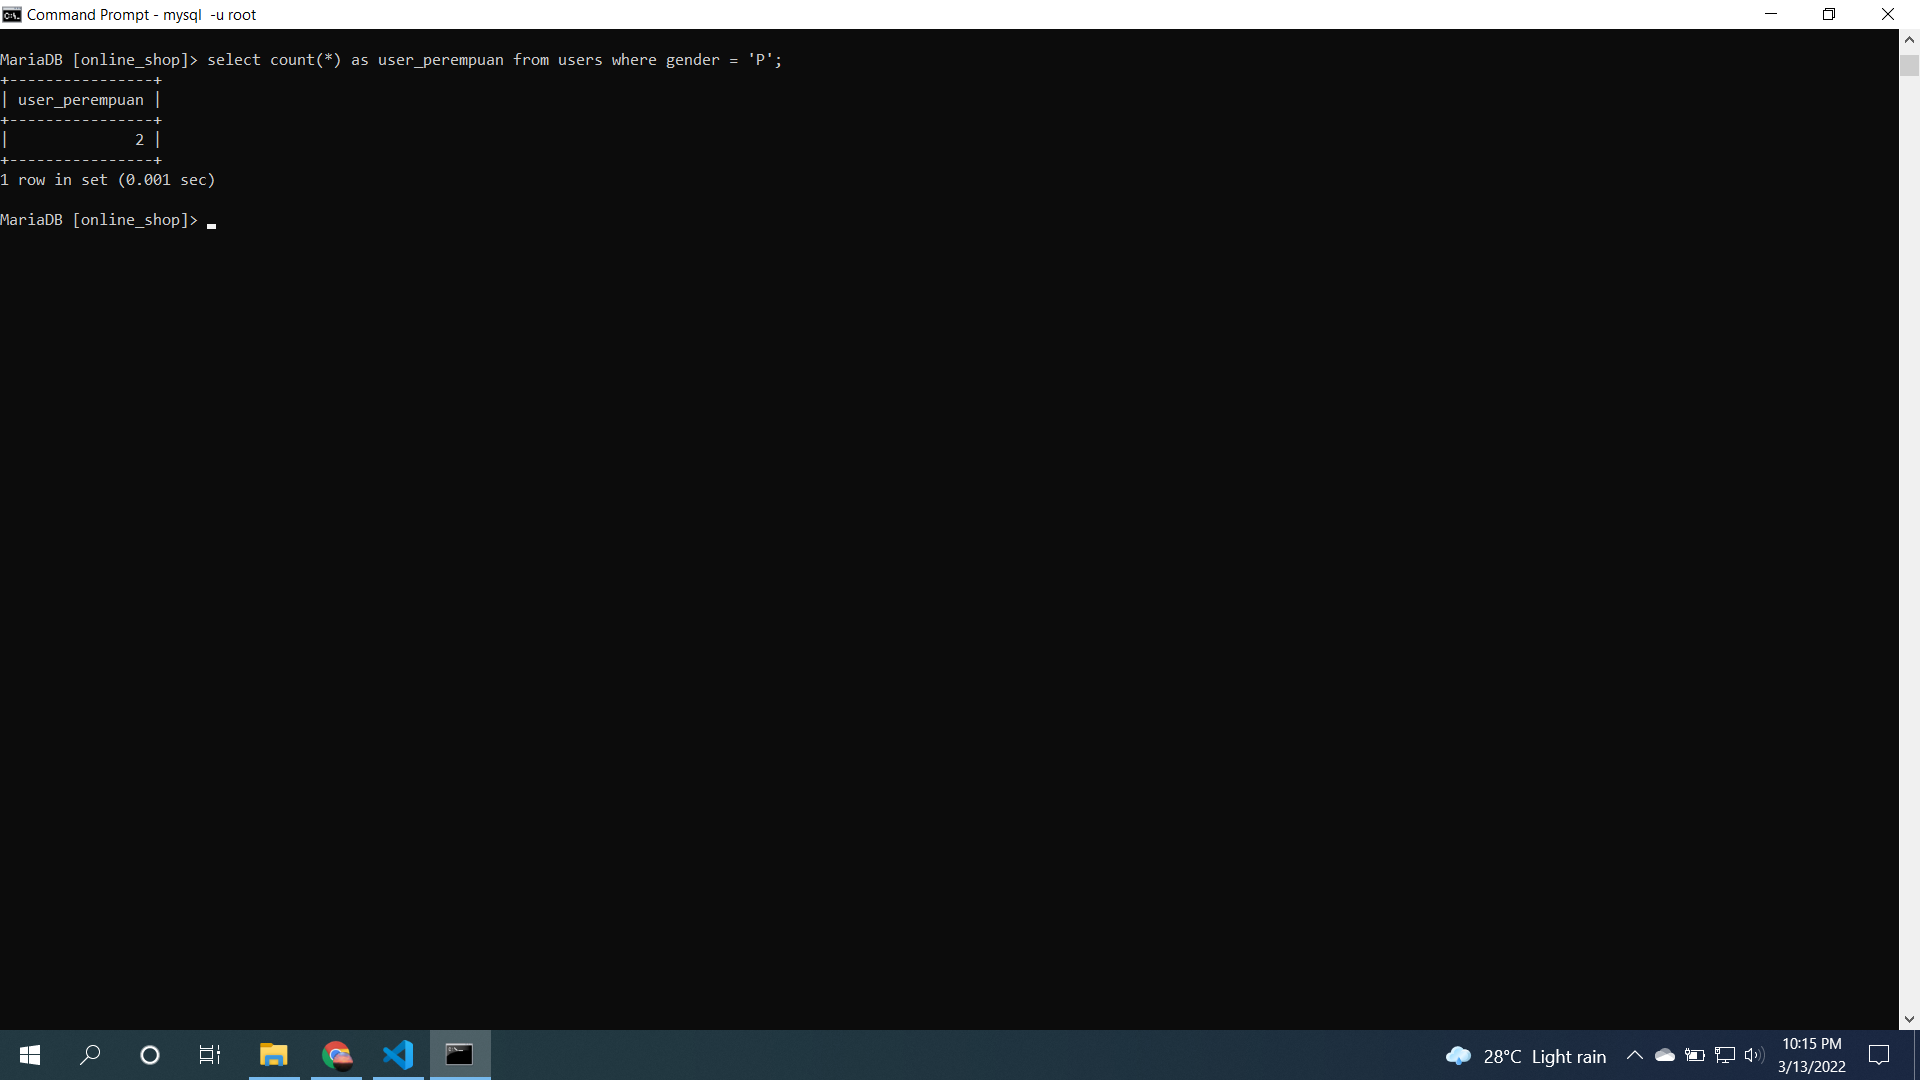 Command Prompt - mysql  -u root
MariaDB [online_shop]> select count(*) as user_perempuan from users where gender = 'P';
+----------------+
| user_perempuan |
+----------------+
|              2 |
+----------------+
1 row in set (0.001 sec)
MariaDB [online_shop]>
28°C  Light rain
10:15 PM
3/13/2022